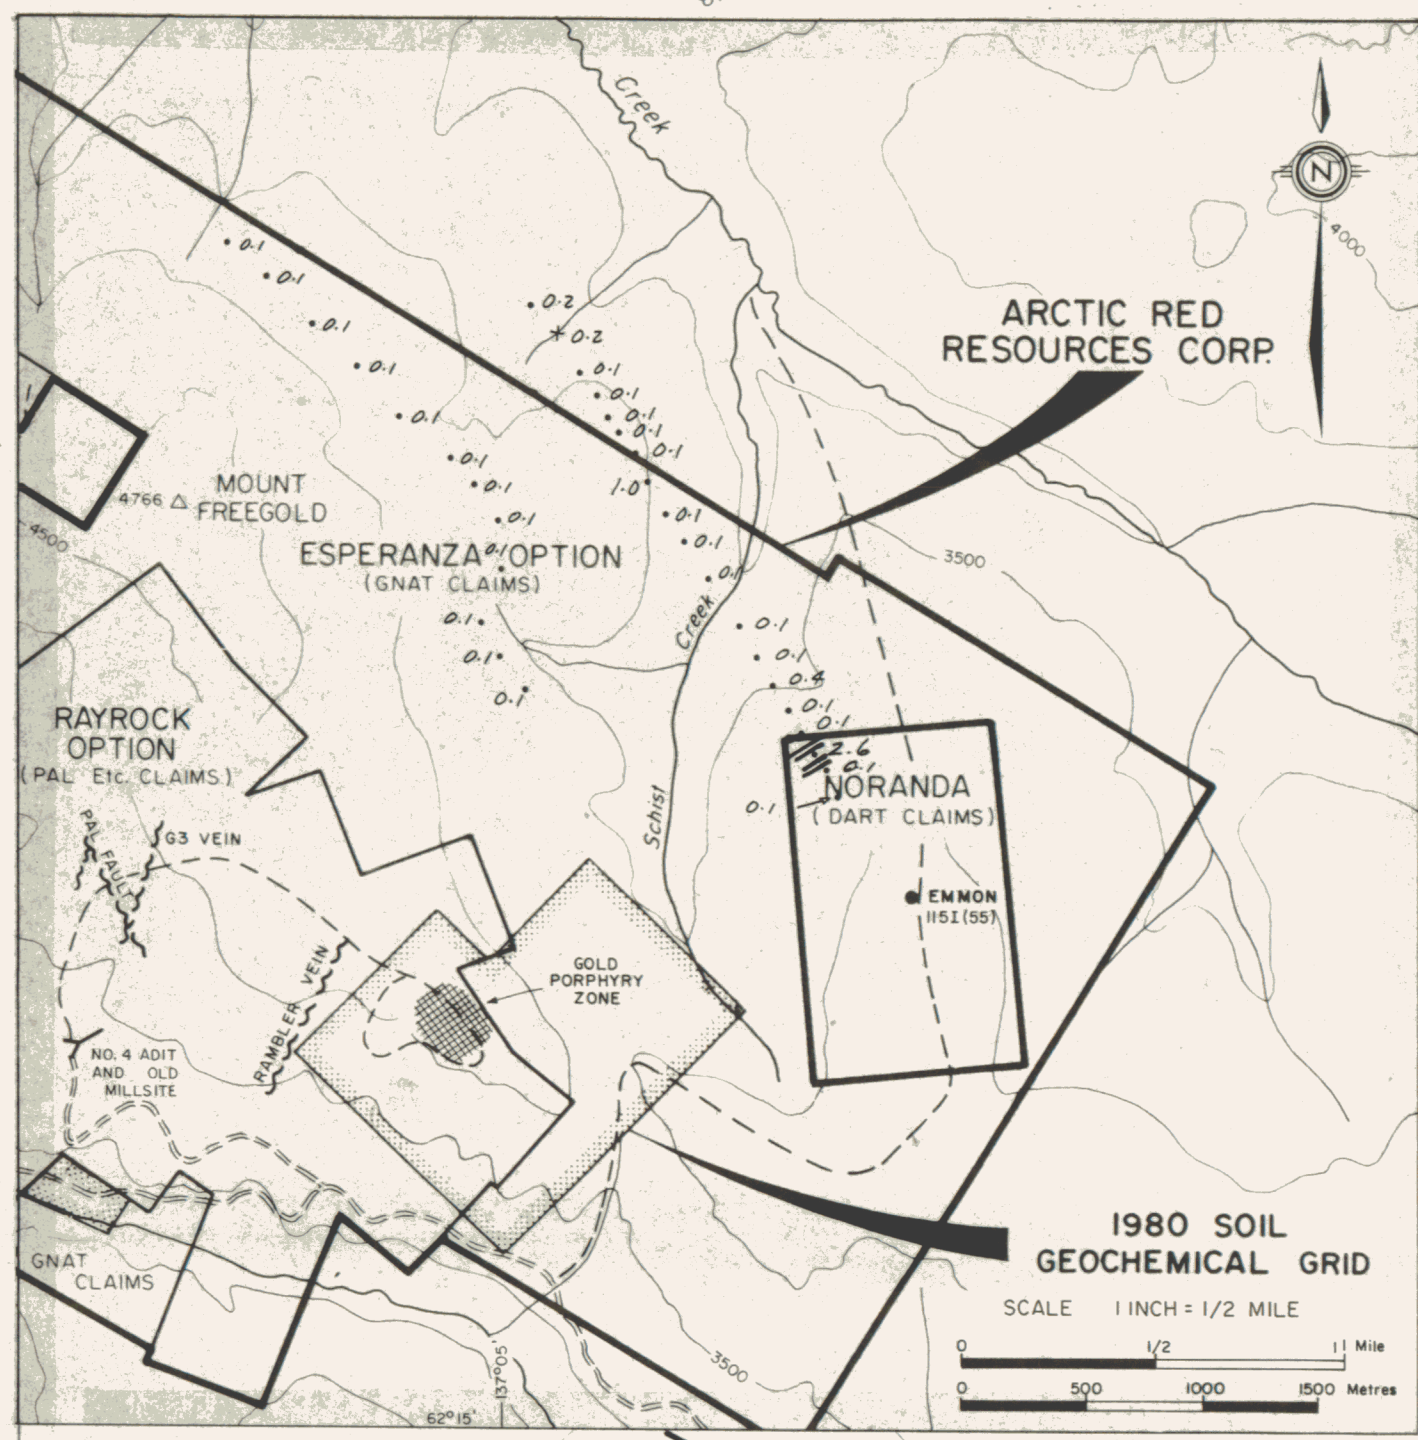 Creek
N
4000
0.1
0.1
0.2
0.2
ARCTIC RED
RESOURCES CORP.
0.1
0.1
0.1
0.1
0.1
0.1
0.1
0.1
0.1
1.0
0.1
0.1
0.1
0.1
MOUNT
4766 FREEGOLD
4500
ESPERANZA OPTION
0.1
(GNAT CLAIMS)
3500
0.1
Creek
0.1
0.1
0.1
0.1
0.4
0.1
0.1
0.1
RAYROCK
OPTION
(PAL Etc. CLAIMS)
2.6
0.1
NORANDA
0.1
(DART CLAIMS)
Schist
PAL FAULT
G3 VEIN
EMMON
115I(55)
RAMBLER VEIN
GOLD
PORPHYRY
ZONE
NO. 4 ADIT
AND OLD
MILLSITE
GNAT
CLAIMS
1980 SOIL
GEOCHEMICAL GRID
SCALE 1 INCH = 1/2 MILE
0 1/2 1 Mile
0 500 1000 1500 Metres
3500
137°05'
62°15'